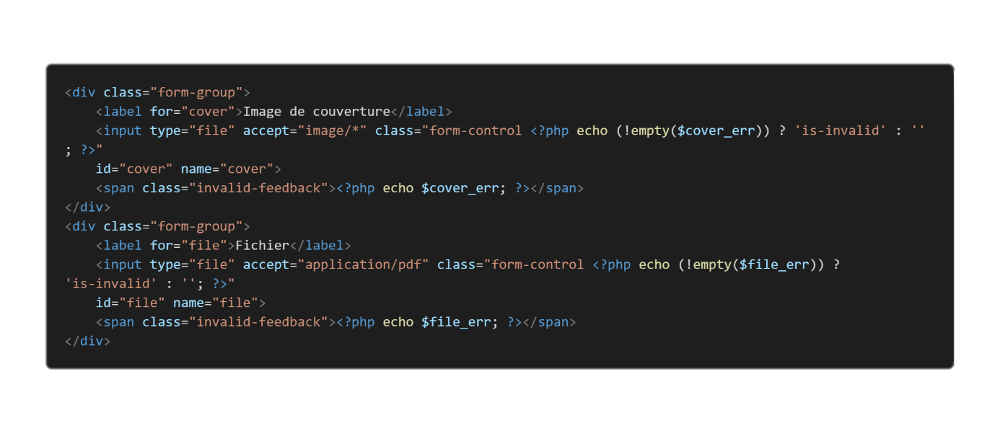 <div class="form-group">
    <label for="cover">Image de couverture</label>
    <input type="file" accept="image/*" class="form-control <?php echo (!empty($cover_err)) ? 'is-invalid' : ''
; ?>"
    id="cover" name="cover">
    <span class="invalid-feedback"><?php echo $cover_err; ?></span>
</div>
<div class="form-group">
    <label for="file">Fichier</label>
    <input type="file" accept="application/pdf" class="form-control <?php echo (!empty($file_err)) ?
'is-invalid' : ''; ?>"
    id="file" name="file">
    <span class="invalid-feedback"><?php echo $file_err; ?></span>
</div>